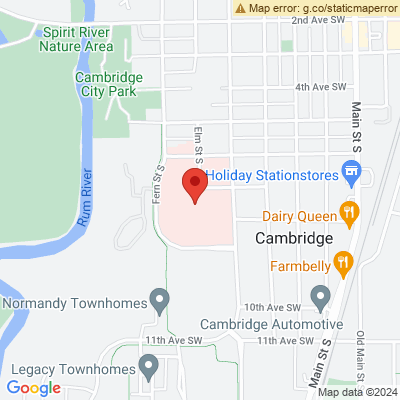 Map error: g.co/staticmaperror
2nd Ave SW
Spirit River
Nature Area
Cambridge
City Park
4th Ave SW
Main St S
Elm St S
Fern St S
Rum River
Holiday Stationstores
Dairy Queen
Cambridge
Farmbelly
Normandy Townhomes
10th Ave SW
Cambridge Automotive
11th Ave SW
11th Ave SW
Legacy Townhomes
Main St S
Old Main St
Google
Map data ©2024